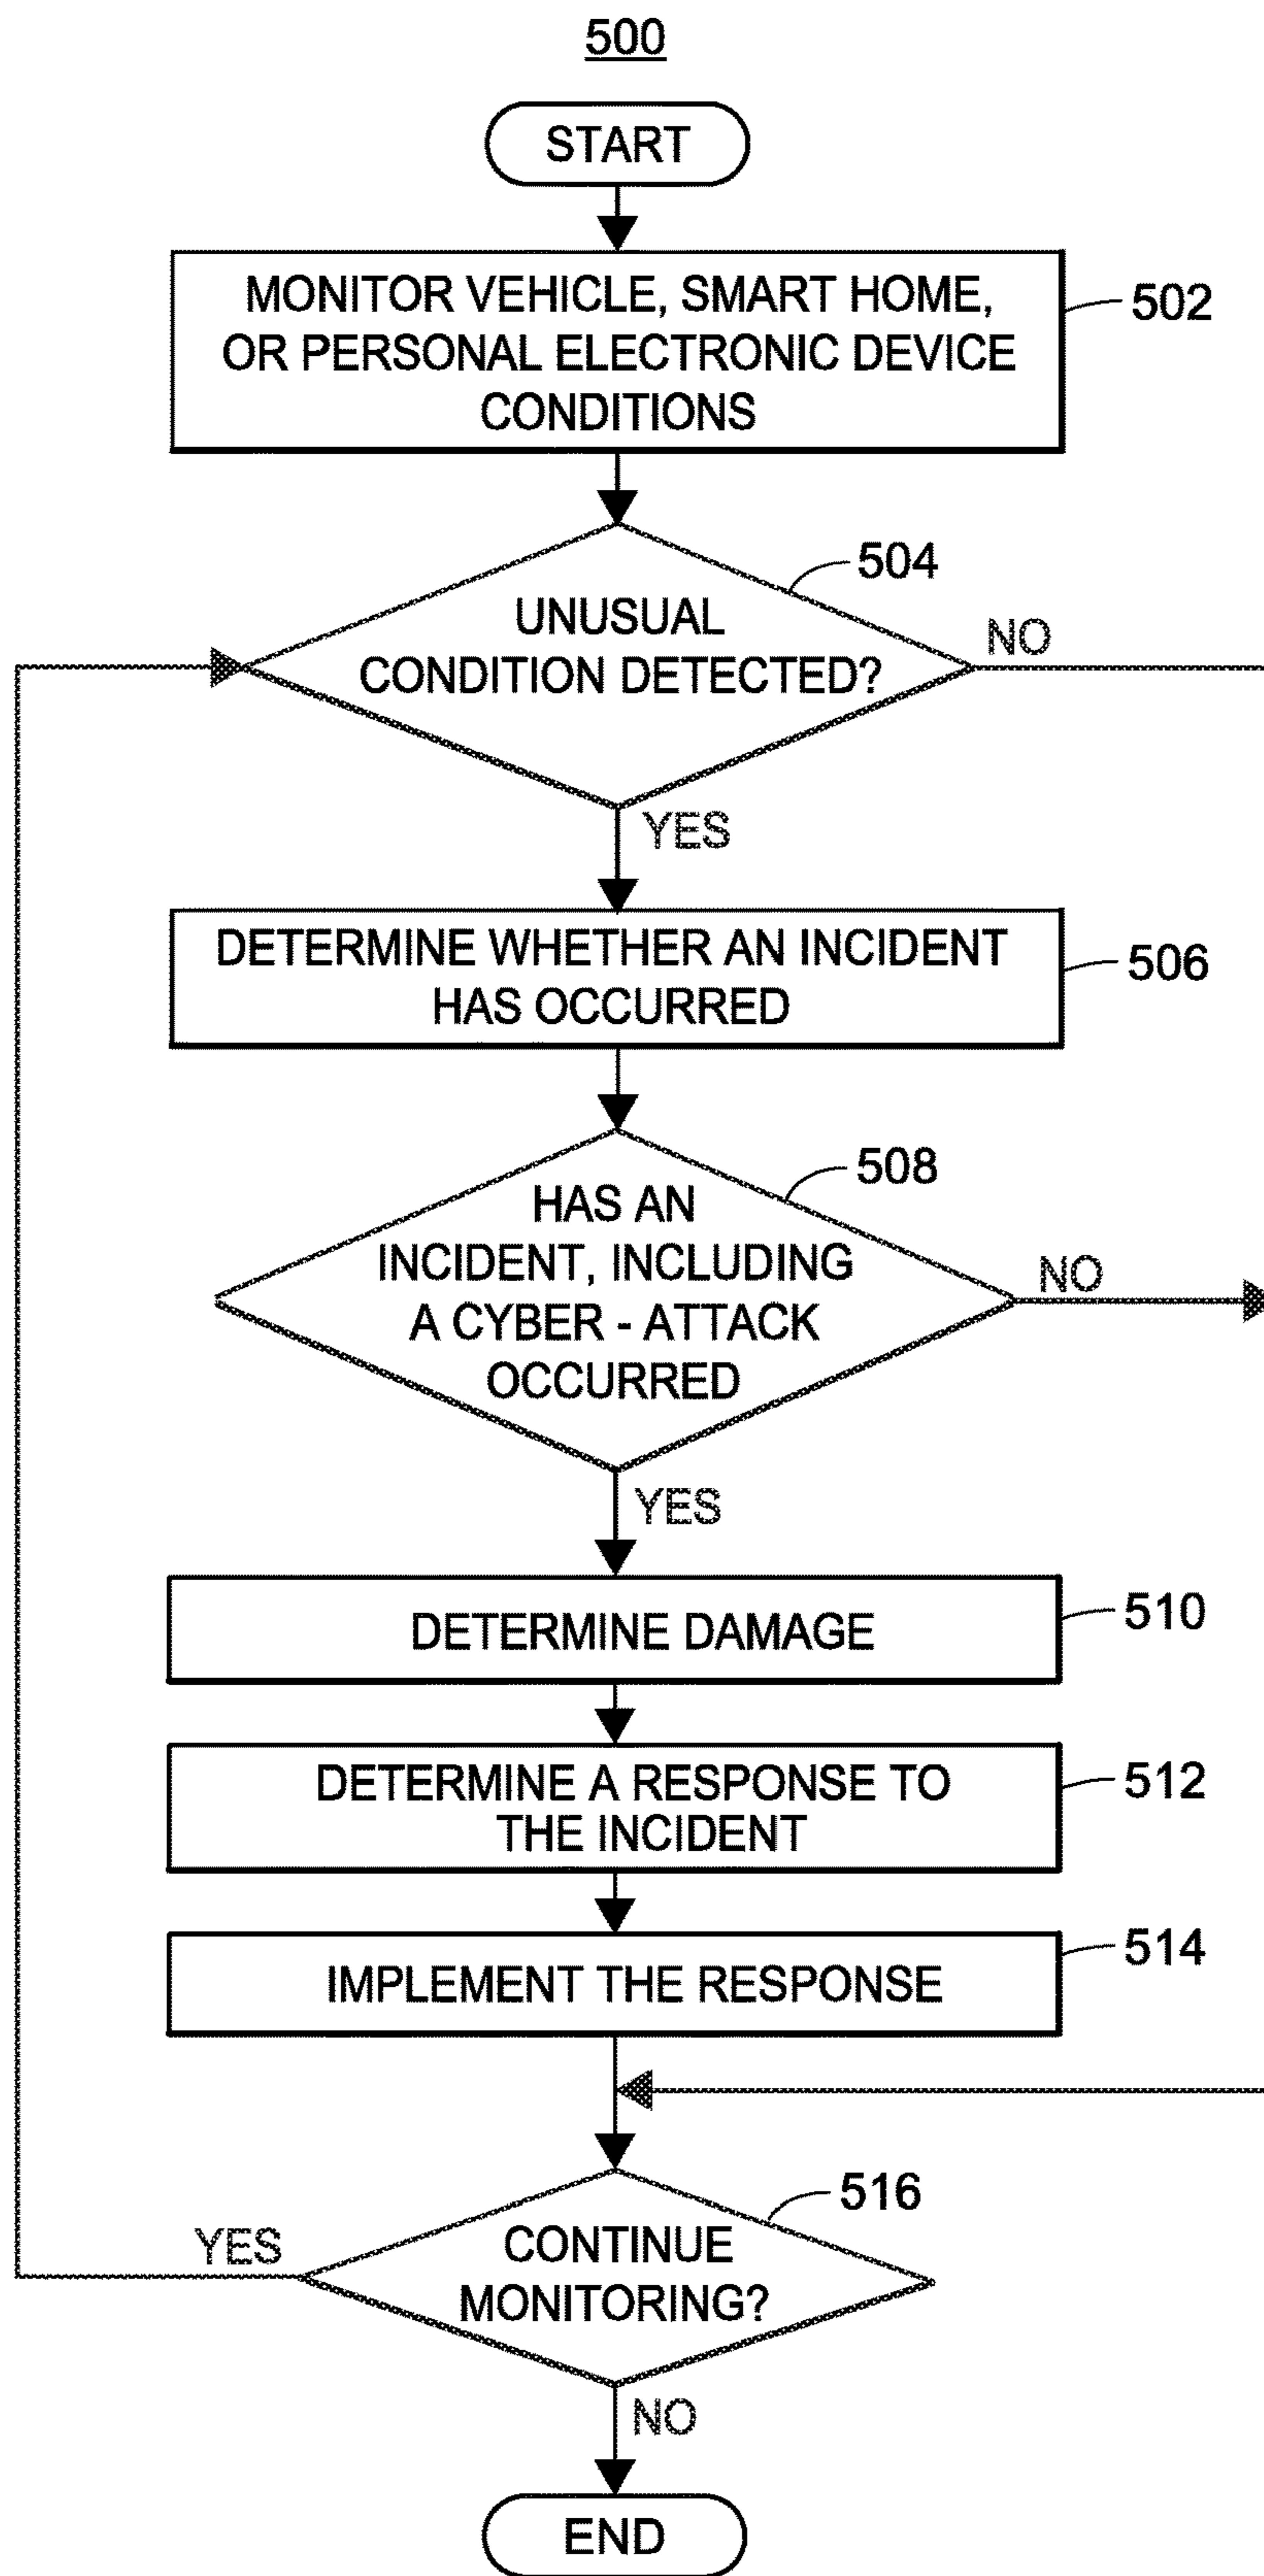 500
START
MONITOR VEHICLE, SMART HOME,
OR PERSONAL ELECTRONIC DEVICE
CONDITIONS
502
504
UNUSUAL
CONDITION DETECTED?
NO
YES
DETERMINE WHETHER AN INCIDENT
HAS OCCURRED
506
508
HAS AN
INCIDENT, INCLUDING
A CYBER - ATTACK
OCCURRED
NO
YES
DETERMINE DAMAGE
510
DETERMINE A RESPONSE TO
THE INCIDENT
512
IMPLEMENT THE RESPONSE
514
516
YES
CONTINUE
MONITORING?
NO
END